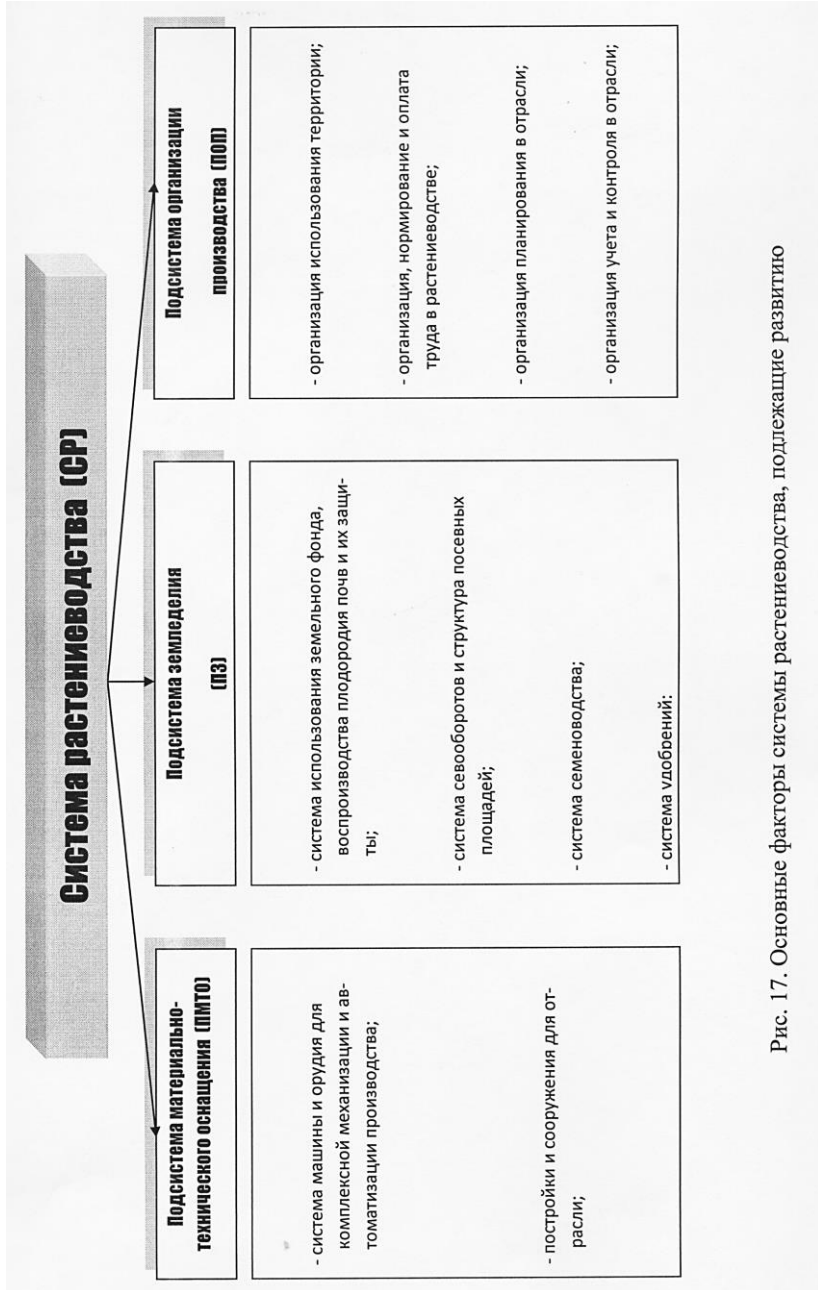 Система растениеводства (СР)
Подсистема материально-
технического оснащения (ПМТО)
- система машины и орудия для
комплексной механизации и ав-
томатизации производства;
- постройки и сооружения для от-
расли;
Подсистема земледелия
(ПЗ)
- система использования земельного фонда,
воспроизводства плодородия почв и их защи-
ты;
- система севооборотов и структура посевных
площадей;
- система семеноводства;
- система удобрений:
Подсистема организации
производства (ПОП)
- организация использования территории;
- организация, нормирование и оплата
труда в растениеводстве;
- организация планирования в отрасли;
- организация учета и контроля в отрасли;
Рис. 17. Основные факторы системы растениеводства, подлежащие развитию